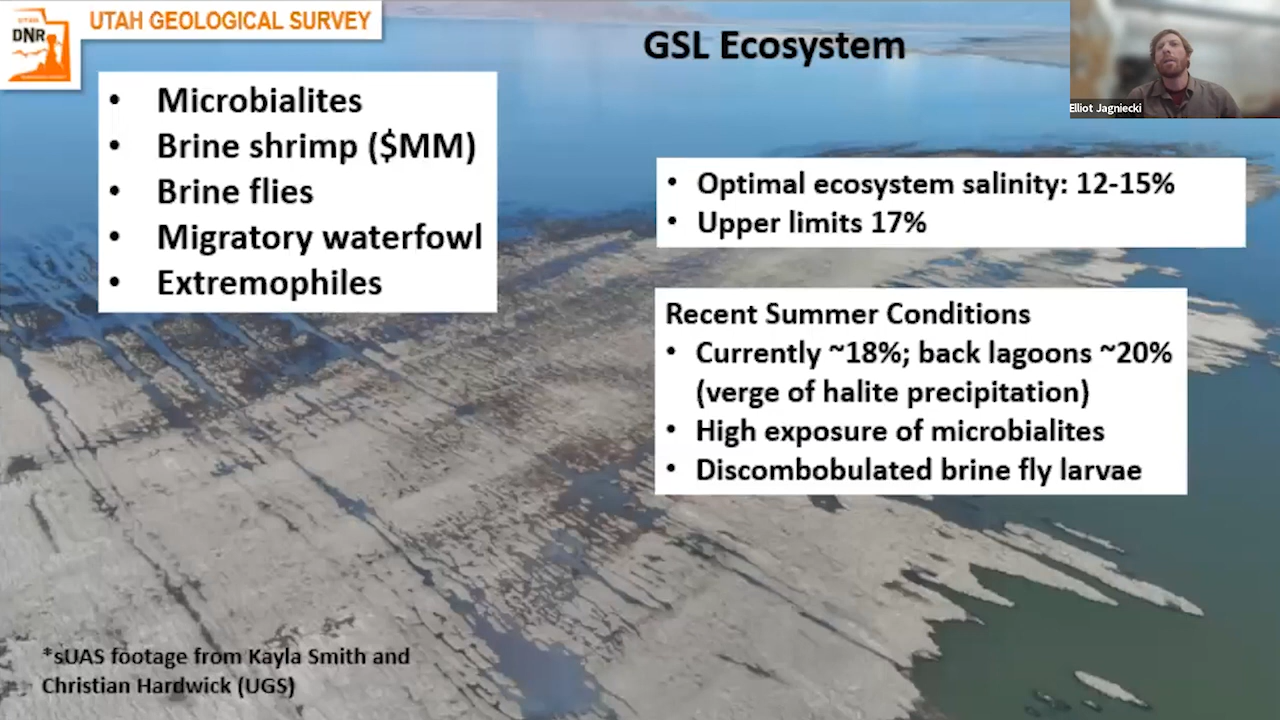 UTAH
DNR
UTAH GEOLOGICAL SURVEY
GSL Ecosystem
Elliot Jagniecki
• Microbialites
• Brine shrimp ($MM)
• Brine flies
• Migratory waterfowl
• Extremophiles
• Optimal ecosystem salinity: 12-15%
• Upper limits 17%
Recent Summer Conditions
• Currently ~18%; back lagoons ~20%
(verge of halite precipitation)
• High exposure of microbialites
• Discombobulated brine fly larvae
*sUAS footage from Kayla Smith and
Christian Hardwick (UGS)